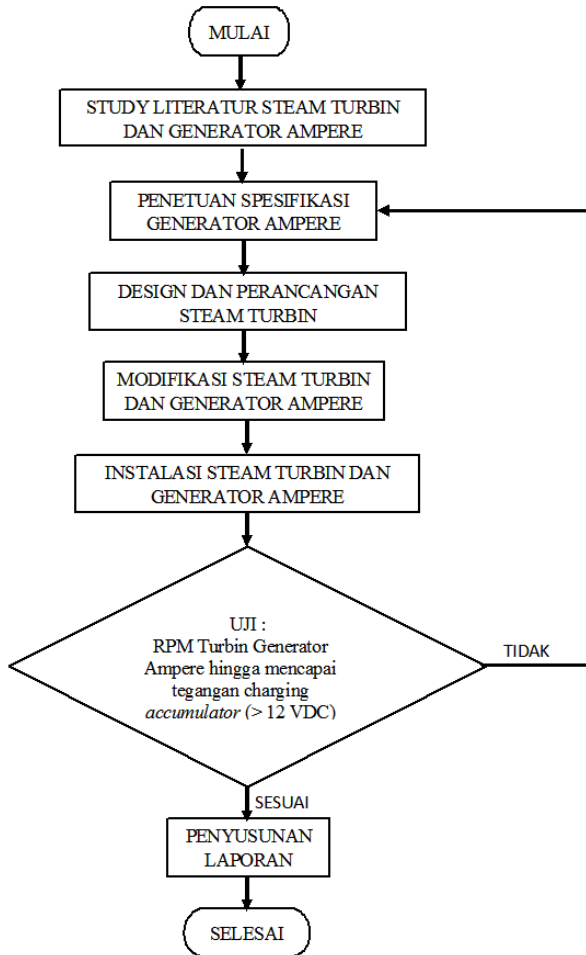 MULAI
STUDY LITERATUR STEAM TURBIN
DAN GENERATOR AMPERE
PENETUAN SPESIFIKASI
GENERATOR AMPERE
DESIGN DAN PERANCANGAN
STEAM TURBIN
MODIFIKASI STEAM TURBIN
DAN GENERATOR AMPERE
INSTALASI STEAM TURBIN DAN
GENERATOR AMPERE
UJI :
RPM Turbin Generator
Ampere hingga mencapai
tegangan charging
accumulator (> 12 VDC)
TIDAK
SESUAI
PENYUSUNAN
LAPORAN
SELESAI